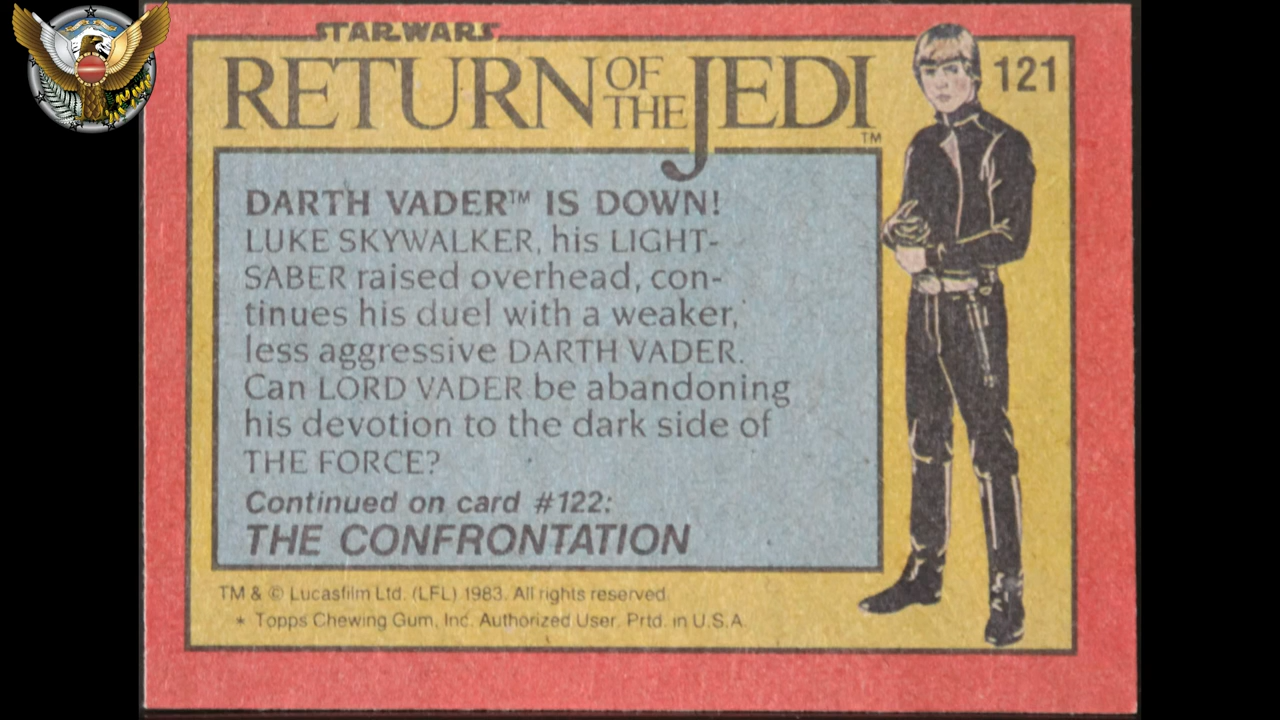 STAR WARS
RETURN OF THE JEDI
TM
121
DARTH VADER™ IS DOWN!
LUKE SKYWALKER, his LIGHT-
SABER raised overhead, con-
tinues his duel with a weaker,
less aggressive DARTH VADER.
Can LORD VADER be abandoning
his devotion to the dark side of
THE FORCE?
Continued on card #122:
THE CONFRONTATION
TM & © Lucasfilm Ltd. (LFL) 1983. All rights reserved.
* Topps Chewing Gum, Inc. Authorized User. Prtd. in U.S.A.